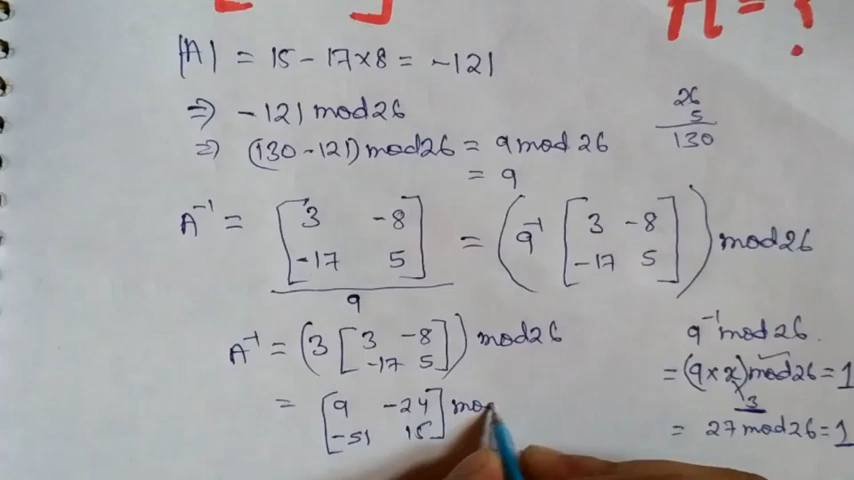 A = ?
|A| = 15 - 17×8 = -121
⇒ -121 mod 26
26
5
130
⇒ (130 - 121) mod 26 = 9 mod 26
= 9
A⁻¹ = [3 -8
-17 5] / 9 = (9⁻¹ [3 -8
-17 5]) mod 26
A⁻¹ = (3 [3 -8
-17 5]) mod 26
= [9 -24
-51 15] mo
9⁻¹ mod 26.
= (9 × x) mod 26 = 1
3
= 27 mod 26 = 1